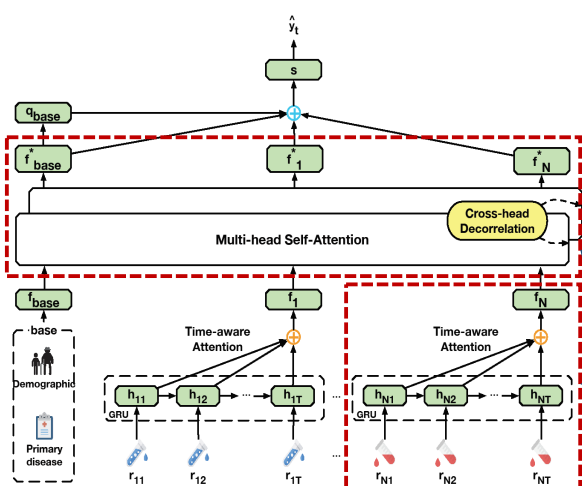 ŷt
s
qbase
f*base
f*1
f*N
Cross-head
Decorrelation
Multi-head Self-Attention
fbase
f1
fN
base
Time-aware
Attention
Time-aware
Attention
Demographic
h11
h12
...
h1T
...
hN1
hN2
...
hNT
GRU
GRU
Primary
disease
r11
r12
r1T
...
rN1
rN2
rNT